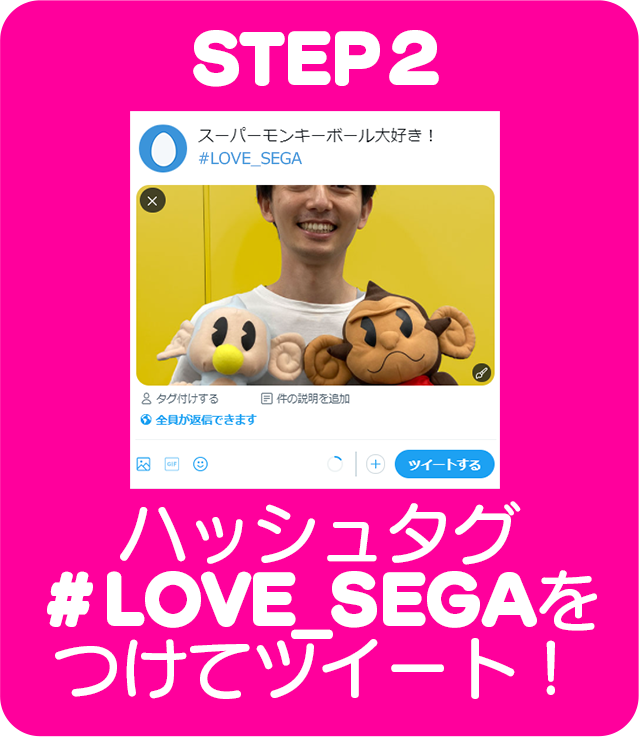 STEP 2
スーパーモンキーボール大好き！
#LOVE_SEGA
タグ付けする 件の説明を追加
全員が返信できます
GIF ツイートする
ハッシュタグ
#LOVE_SEGAを
つけてツイート！